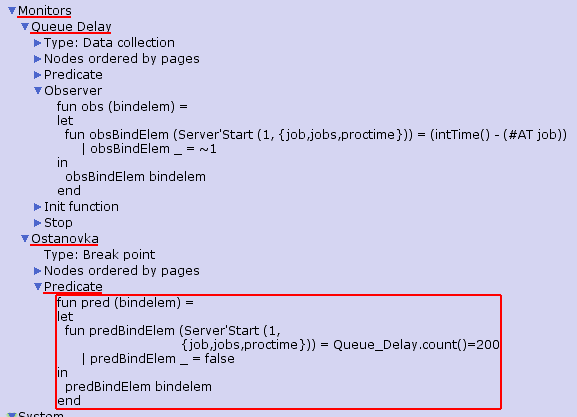 Monitors
Queue Delay
Type: Data collection
Nodes ordered by pages
Predicate
Observer
fun obs (bindelem) =
let
fun obsBindElem (Server'Start (1, {job,jobs,proctime})) = (intTime() - (#AT job))
| obsBindElem _ = ~1
in
obsBindElem bindelem
end
Init function
Stop
Ostanovka
Type: Break point
Nodes ordered by pages
Predicate
fun pred (bindelem) =
let
fun predBindElem (Server'Start (1,
{job,jobs,proctime})) = Queue_Delay.count()=200
| predBindElem _ = false
in
predBindElem bindelem
end
System